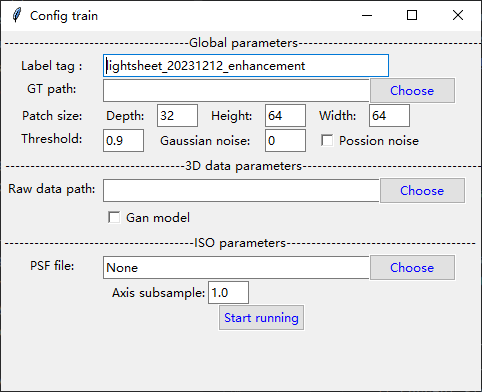 Config train
Global parameters
Label tag : lightsheet_20231212_enhancement
GT path: Choose
Patch size: Depth: 32 Height: 64 Width: 64
Threshold: 0.9 Gaussian noise: 0 Possion noise
3D data parameters
Raw data path: Choose
Gan model
ISO parameters
PSF file: None Choose
Axis subsample: 1.0
Start running